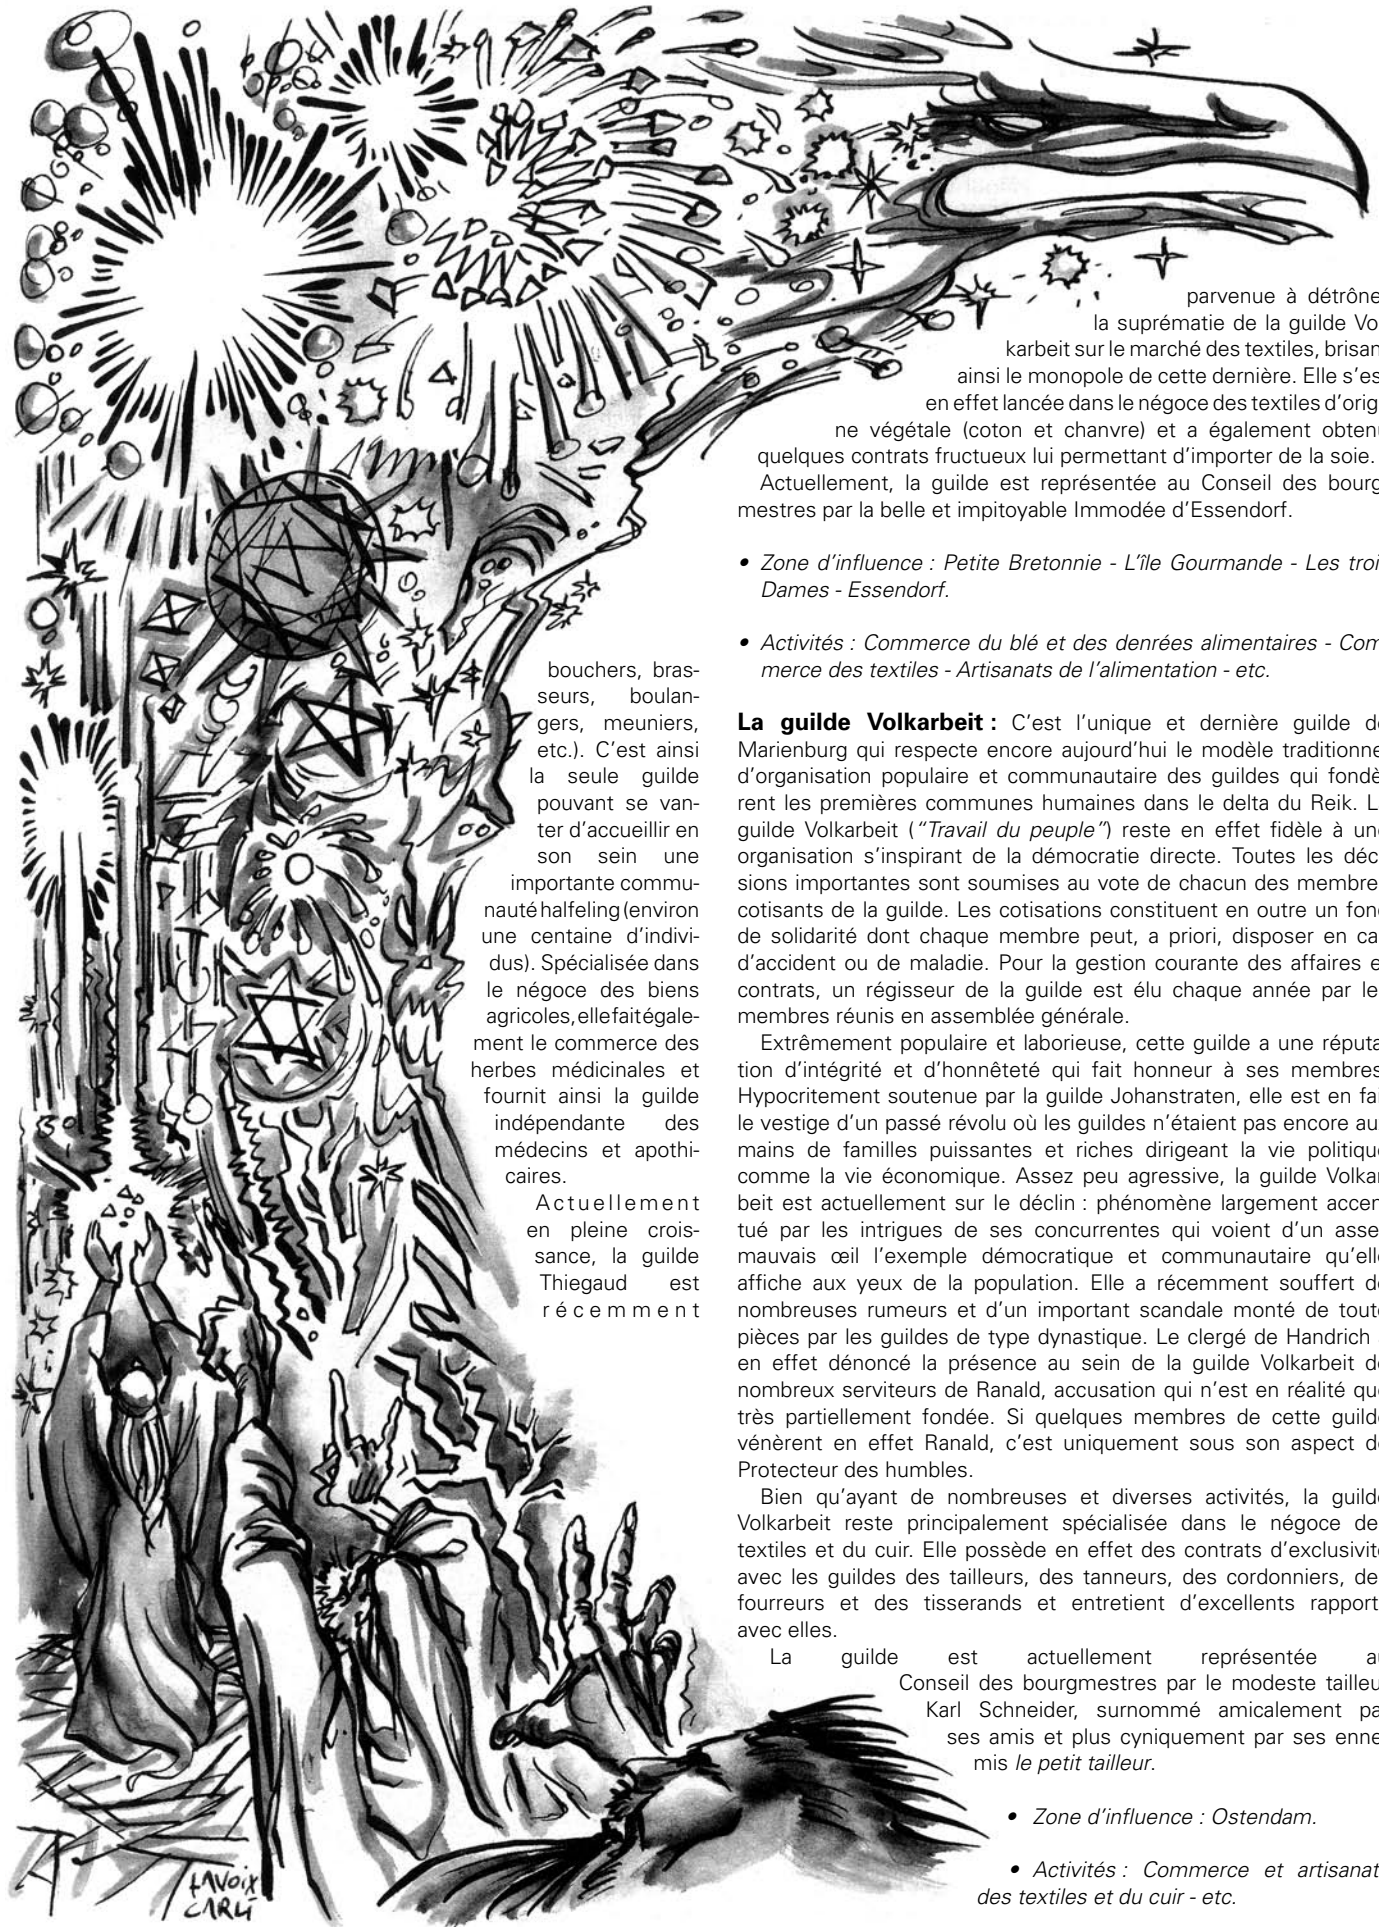 bouchers, bras-
seurs, boulan-
gers, meuniers,
etc.). C'est ainsi
la seule guilde
pouvant se van-
ter d'accueillir en
son sein une
importante commu-
nauté halfeling (environ
une centaine d'indivi-
dus). Spécialisée dans
le négoce des biens
agricoles, elle fait égale-
ment le commerce des
herbes médicinales et
fournit ainsi la guilde
indépendante des
médecins et apothi-
caires.
Actuellement
en pleine crois-
sance, la guilde
Thiegaud est
récemment
parvenue à détrône
la suprématie de la guilde Vo
karbeit sur le marché des textiles, brisan
ainsi le monopole de cette dernière. Elle s'es
en effet lancée dans le négoce des textiles d'orig
ne végétale (coton et chanvre) et a également obten
quelques contrats fructueux lui permettant d'importer de la soie.
Actuellement, la guilde est représentée au Conseil des bourg
mestres par la belle et impitoyable Immodée d'Essendorf.
• Zone d'influence : Petite Bretonnie - L'île Gourmande - Les troi
Dames - Essendorf.
• Activités : Commerce du blé et des denrées alimentaires - Com
merce des textiles - Artisanats de l'alimentation - etc.
La guilde Volkarbeit : C'est l'unique et dernière guilde d
Marienburg qui respecte encore aujourd'hui le modèle traditionne
d'organisation populaire et communautaire des guildes qui fondè
rent les premières communes humaines dans le delta du Reik. L
guilde Volkarbeit ("Travail du peuple") reste en effet fidèle à un
organisation s'inspirant de la démocratie directe. Toutes les déc
sions importantes sont soumises au vote de chacun des membre
cotisants de la guilde. Les cotisations constituent en outre un fon
de solidarité dont chaque membre peut, a priori, disposer en ca
d'accident ou de maladie. Pour la gestion courante des affaires e
contrats, un régisseur de la guilde est élu chaque année par le
membres réunis en assemblée générale.
Extrêmement populaire et laborieuse, cette guilde a une réputa
tion d'intégrité et d'honnêteté qui fait honneur à ses membres
Hypocritement soutenue par la guilde Johanstraten, elle est en fai
le vestige d'un passé révolu où les guildes n'étaient pas encore au
mains de familles puissantes et riches dirigeant la vie politiqu
comme la vie économique. Assez peu agressive, la guilde Volka
beit est actuellement sur le déclin : phénomène largement accen
tué par les intrigues de ses concurrentes qui voient d'un asse
mauvais œil l'exemple démocratique et communautaire qu'ell
affiche aux yeux de la population. Elle a récemment souffert d
nombreuses rumeurs et d'un important scandale monté de tout
pièces par les guildes de type dynastique. Le clergé de Handrich
en effet dénoncé la présence au sein de la guilde Volkarbeit d
nombreux serviteurs de Ranald, accusation qui n'est en réalité qu
très partiellement fondée. Si quelques membres de cette guild
vénèrent en effet Ranald, c'est uniquement sous son aspect d
Protecteur des humbles.
Bien qu'ayant de nombreuses et diverses activités, la guild
Volkarbeit reste principalement spécialisée dans le négoce de
textiles et du cuir. Elle possède en effet des contrats d'exclusivit
avec les guildes des tailleurs, des tanneurs, des cordonniers, de
fourreurs et des tisserands et entretient d'excellents rapport
avec elles.
La guilde est actuellement représentée a
Conseil des bourgmestres par le modeste tailleu
Karl Schneider, surnommé amicalement pa
ses amis et plus cyniquement par ses enne
mis le petit tailleur.
• Zone d'influence : Ostendam.
• Activités : Commerce et artisanat
des textiles et du cuir - etc.
LAVOIX
CARLI